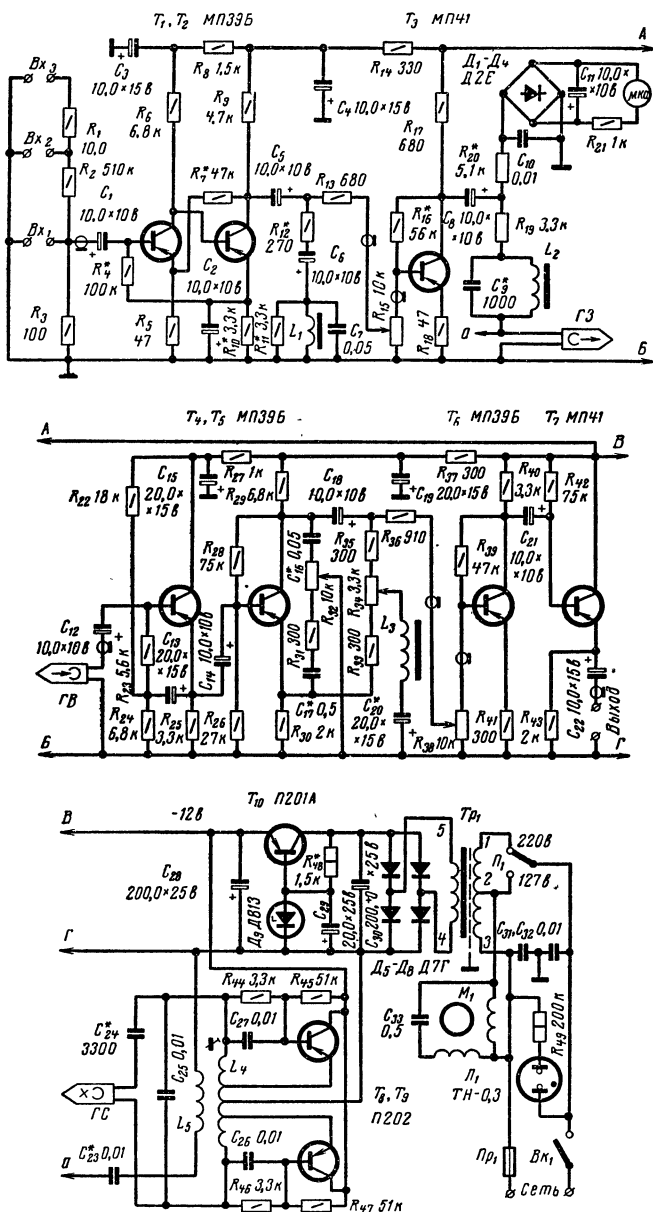 T₁, T₂ МП39Б
T₃ МП41
A
C₃
10,0×15в
R₈ 1,5к
R₁₄ 330
Д₁-Д₄
Д2Е
C₁₁ 10,0×
×10в
мка
R₂₁ 1к
Вх₃
Вх₂
Вх₁
R₁
10,0
R₂ 510к
R₃
100
C₁
10,0×10в
R₆
6,8к
R₉
4,7к
C₄ 10,0×15в
R₁₇
680
R₇* 47к
C₅
10,0×10в
R₁₃ 680
R₂₀*
5,1к
C₁₀
0,01
R₄*
100к
R₅
47
C₂
10,0×10в
R₁₀* 3,3к
R₁₁* 3,3к
R₁₂*
270
C₆
10,0×10в
L₁
C₇
0,05
R₁₆*
56к
C₈ 10,0×
×10в
R₁₅ 10к
R₁₈ 47
R₁₉ 3,3к
L₂
C₉*
1000
а
ГЗ
Б
T₄, T₅ МП39Б
T₆ МП39Б
T₇ МП41
A
В
R₂₂ 18к
C₁₅
20,0×
×15в
R₂₇ 1к
R₂₉ 6,8к
C₁₈
10,0×10в
C₁₉ 20,0×15в
R₃₇ 300
R₄₀
3,3к
R₄₂
75к
R₂₈
75к
C₁₆* 0,05
R₃₂ 10к
R₃₅
300
R₃₆ 910
R₃₄ 3,3к
R₃₉
47к
C₂₁
10,0×
×10в
C₁₂
10,0×10в
ГВ
R₂₃ 5,6к
C₁₃
20,0×
×15в
C₁₄ 10,0×10в
R₃₁ 300
R₃₃ 300
L₃
R₂₄
6,8к
R₂₅
3,3к
R₂₆
27к
C₁₇* 0,5
R₃₀ 2к
C₂₀*
20,0×
×15в
R₃₈ 10к
R₄₁
300
R₄₃
2к
C₂₂ 10,0×15в
Выход
Б
Г
T₁₀ П201А
В
-12в
Тр₁
5
4
1
2
3
220в
П₁
127в
C₂₈
200,0×25в
Д₉ Д813
R₄₈*
1,5к
C₂₉
20,0×25в
C₃₀ 200,0×
×25в
Д₅-Д₈ Д7Г
C₃₁, C₃₂ 0,01
Г
R₄₄ 3,3к
R₄₅ 51к
C₂₄*
3300
C₂₅ 0,01
C₂₇ 0,01
L₄
L₅
T₈, T₉
П202
C₃₃
0,5
М₁
R₄₉ 200к
Л₁
ТН-0,3
ГС
C₂₆ 0,01
а
C₂₃* 0,01
R₄₆ 3,3к
R₄₇ 51к
Пр₁
Вк₁
Сеть